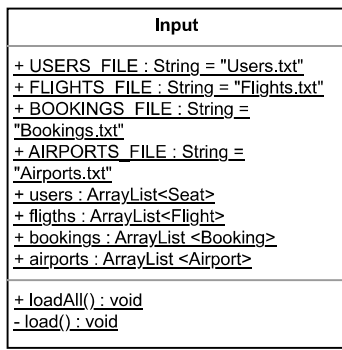 Input
+ USERS_FILE : String = "Users.txt"
+ FLIGHTS_FILE : String = "Flights.txt"
+ BOOKINGS_FILE : String =
"Bookings.txt"
+ AIRPORTS_FILE : String =
"Airports.txt"
+ users : ArrayList<Seat>
+ fligths : ArrayList<Flight>
+ bookings : ArrayList <Booking>
+ airports : ArrayList <Airport>
+ loadAll() : void
- load() : void